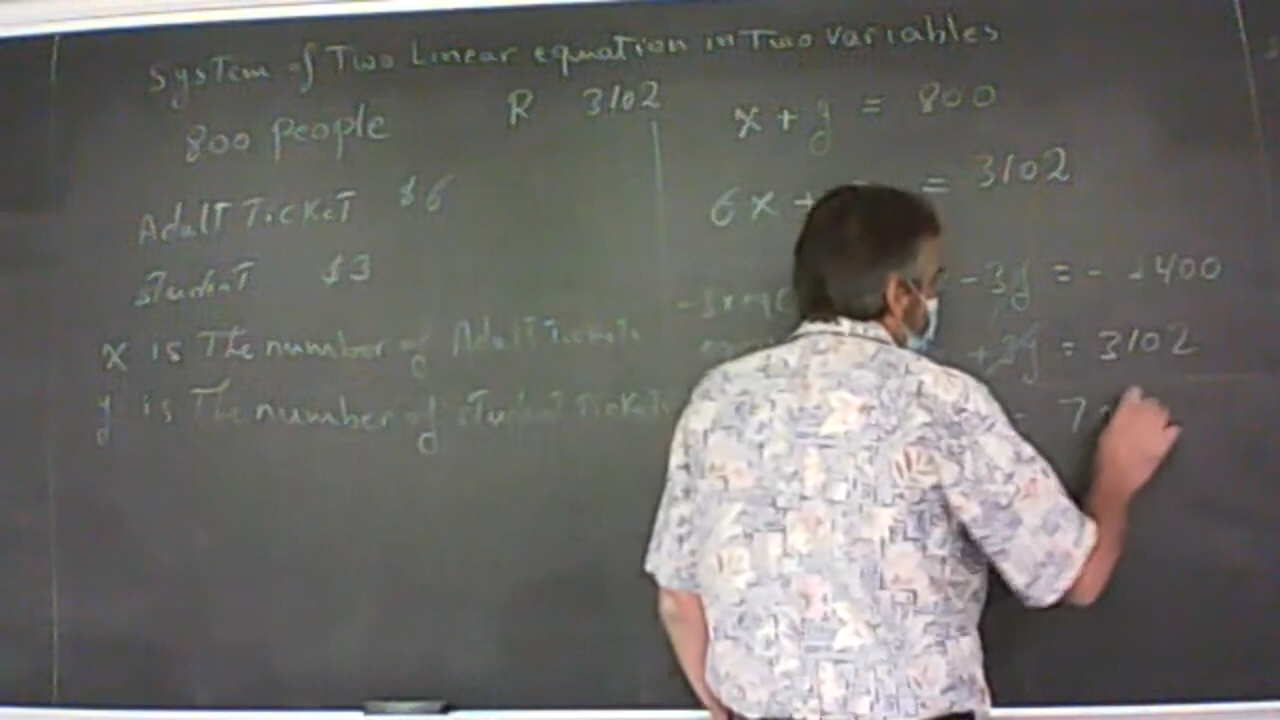 System of Two Linear equation in Two variables
800 people R 3102
Adult Ticket $6
student $3
x is The number of Adult Tickets
y is The number of student Tickets
x + y = 800
6x + = 3102
-3y = - 2400
+3y = 3102
= 7